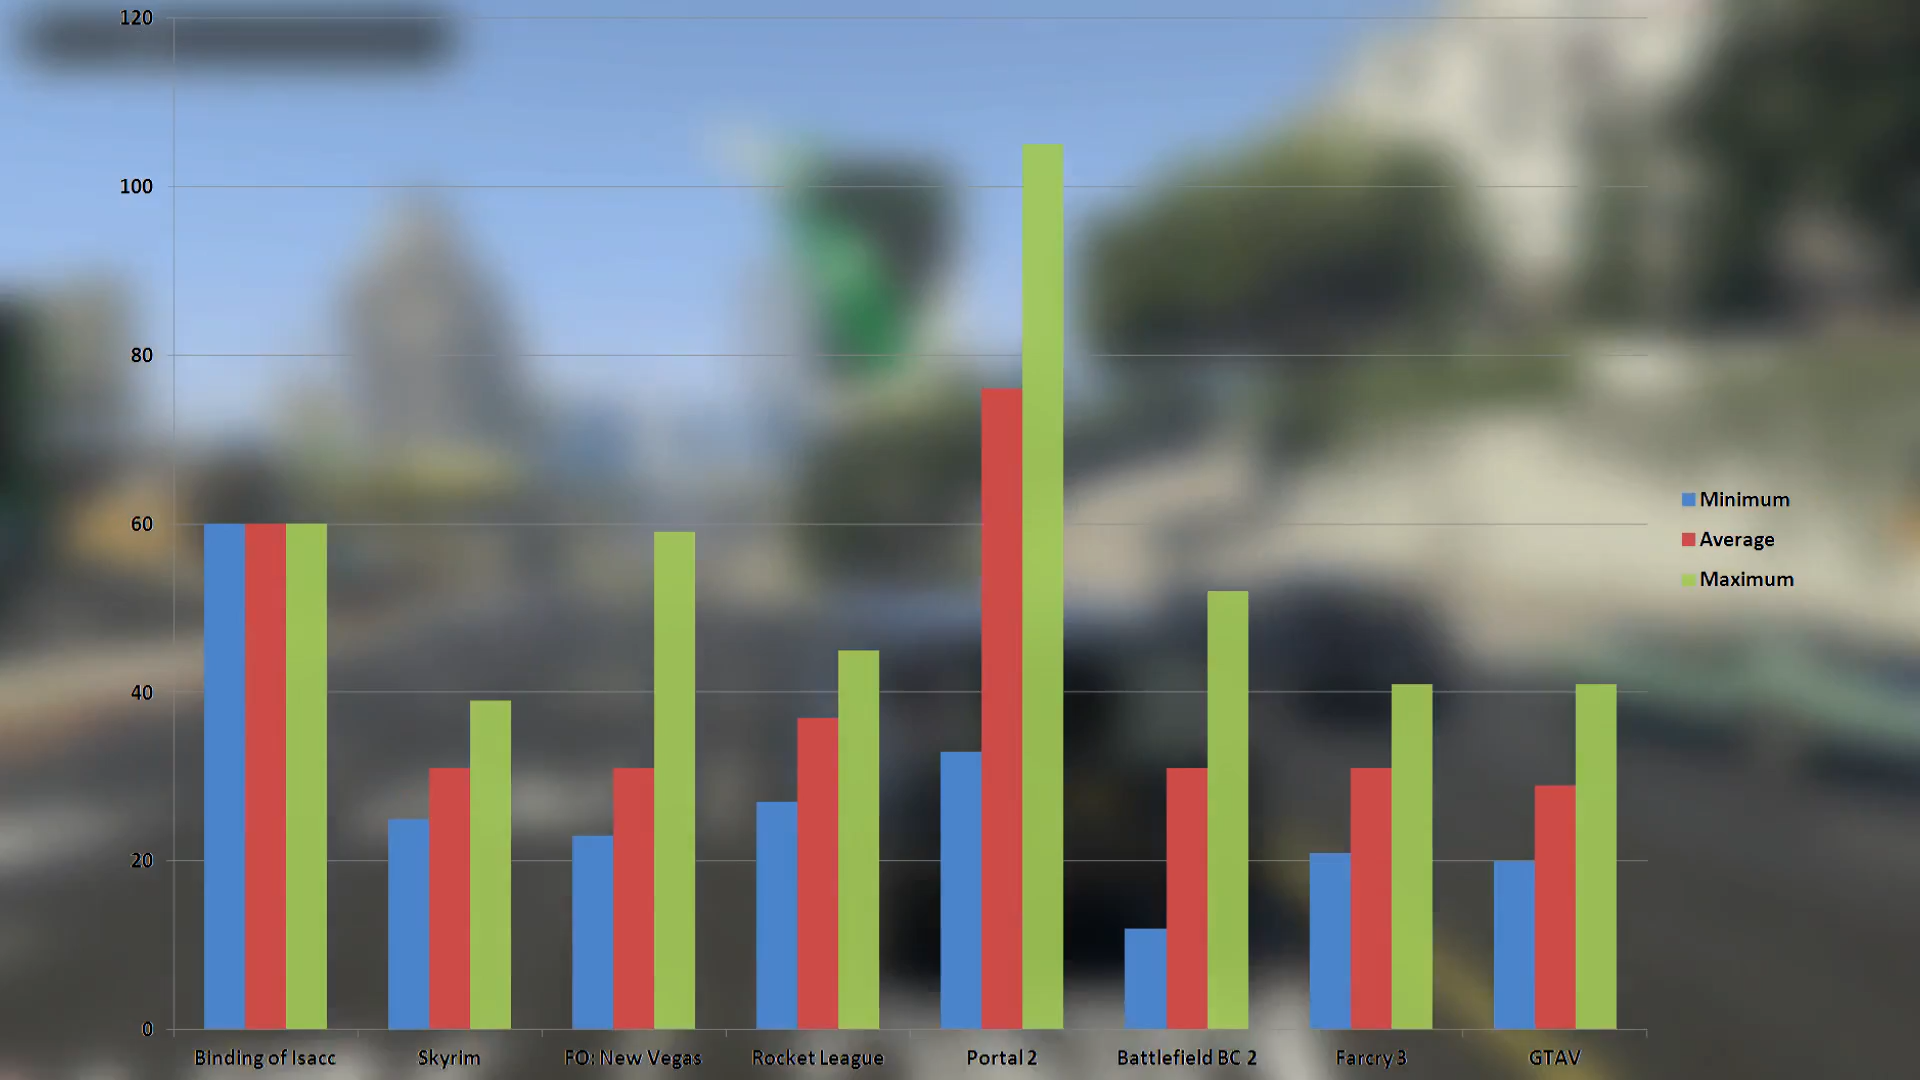 120
100
80
60
40
20
0
Binding of Isacc
Skyrim
FO: New Vegas
Rocket League
Portal 2
Battlefield BC 2
Farcry 3
GTAV
Minimum
Average
Maximum